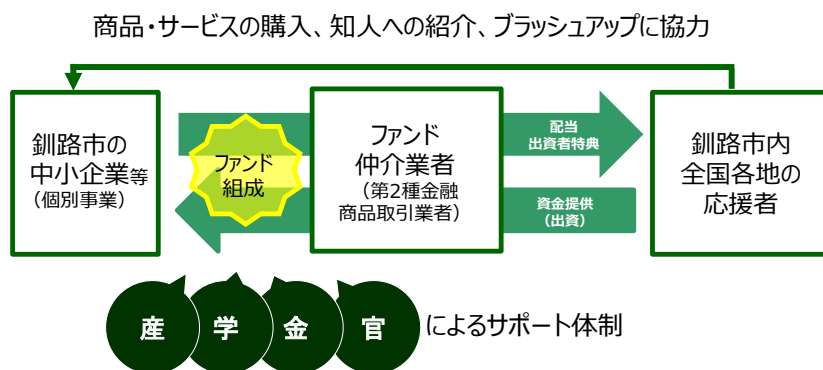 商品・サービスの購入、知人への紹介、ブラッシュアップに協力
釧路市の
中小企業等
（個別事業）
ファンド
組成
ファンド
仲介業者
（第2種金融
商品取引業者）
配当
出資者特典
資金提供
（出資）
釧路市内
全国各地の
応援者
産 学 金 官 によるサポート体制